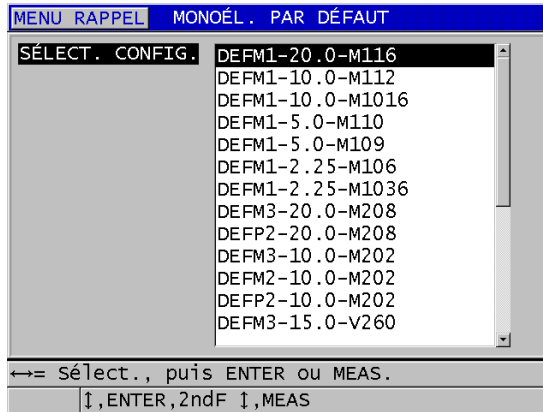 MENU RAPPEL MONOÉL. PAR DÉFAUT
SÉLECT. CONFIG.
DEFM1-20.0-M116
DEFM1-10.0-M112
DEFM1-10.0-M1016
DEFM1-5.0-M110
DEFM1-5.0-M109
DEFM1-2.25-M106
DEFM1-2.25-M1036
DEFM3-20.0-M208
DEFP2-20.0-M208
DEFM3-10.0-M202
DEFM2-10.0-M202
DEFP2-10.0-M202
DEFM3-15.0-V260
↔= Sélect., puis ENTER ou MEAS.
↕,ENTER,2ndF ↕,MEAS